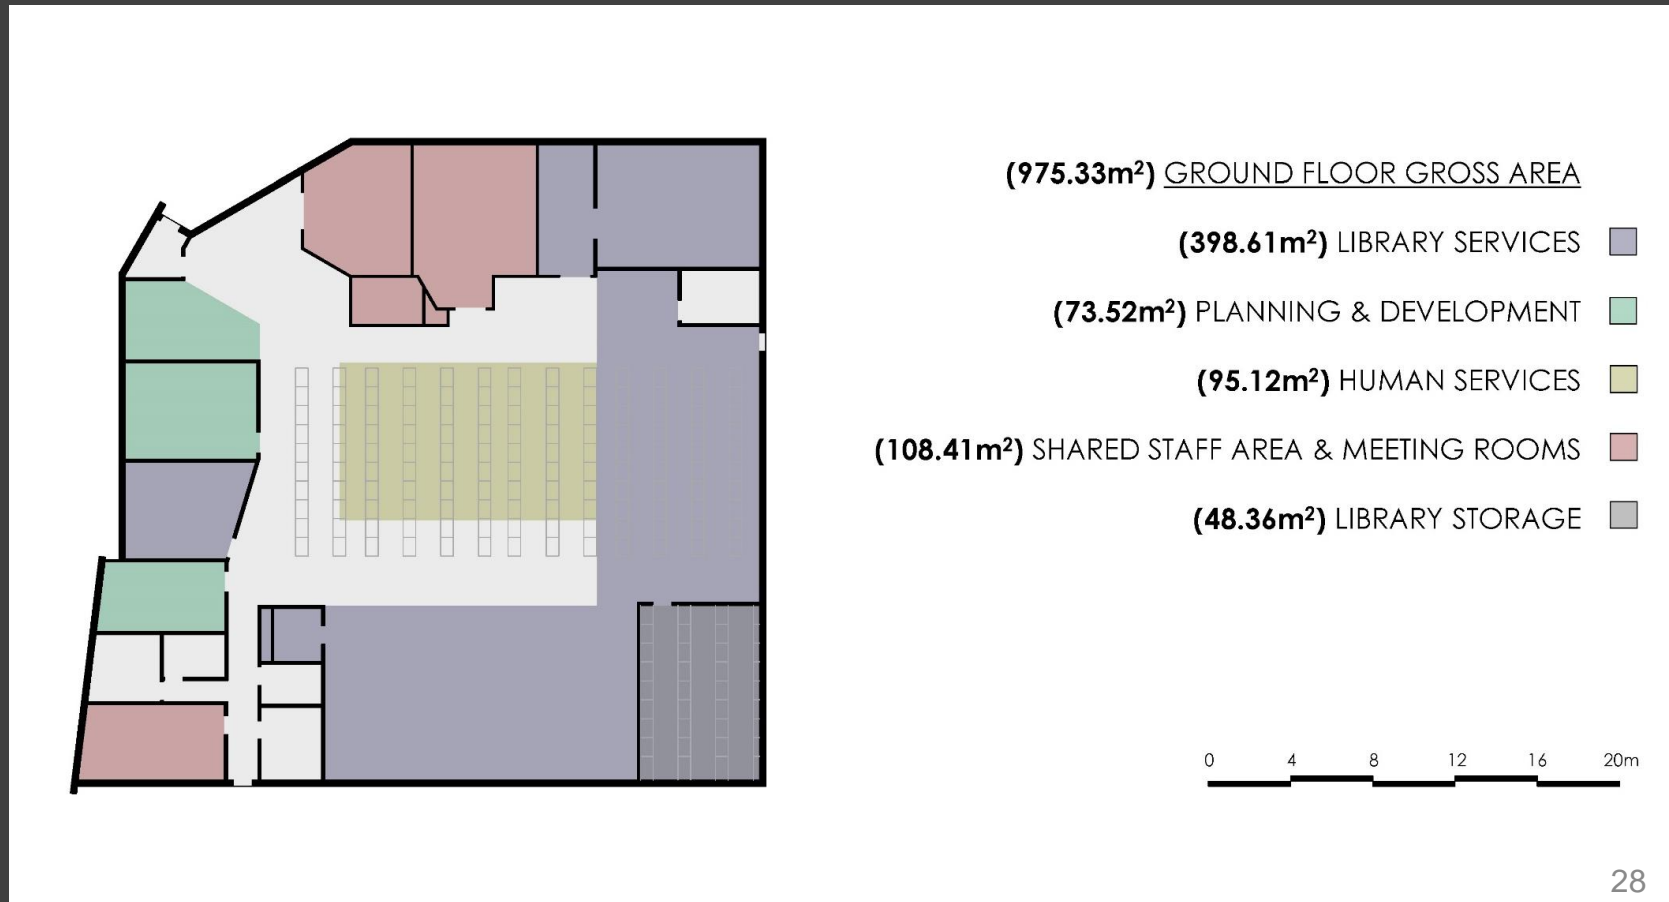 (975.33m²) GROUND FLOOR GROSS AREA
(398.61m²) LIBRARY SERVICES
(73.52m²) PLANNING & DEVELOPMENT
(95.12m²) HUMAN SERVICES
(108.41m²) SHARED STAFF AREA & MEETING ROOMS
(48.36m²) LIBRARY STORAGE
0 4 8 12 16 20m
28